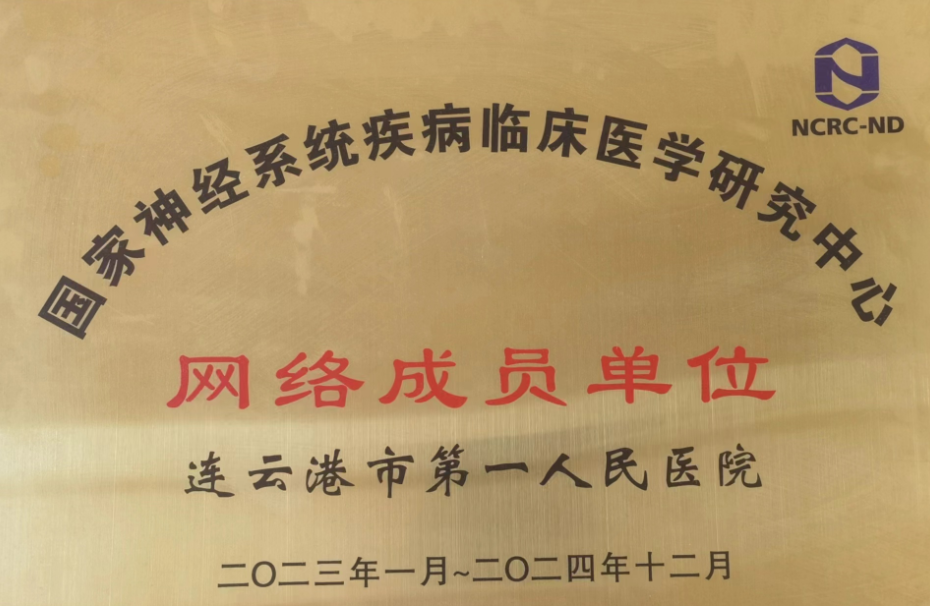 NCRC-ND
国家神经系统疾病临床医学研究中心
网络成员单位
连云港市第一人民医院
二〇二三年一月~二〇二四年十二月